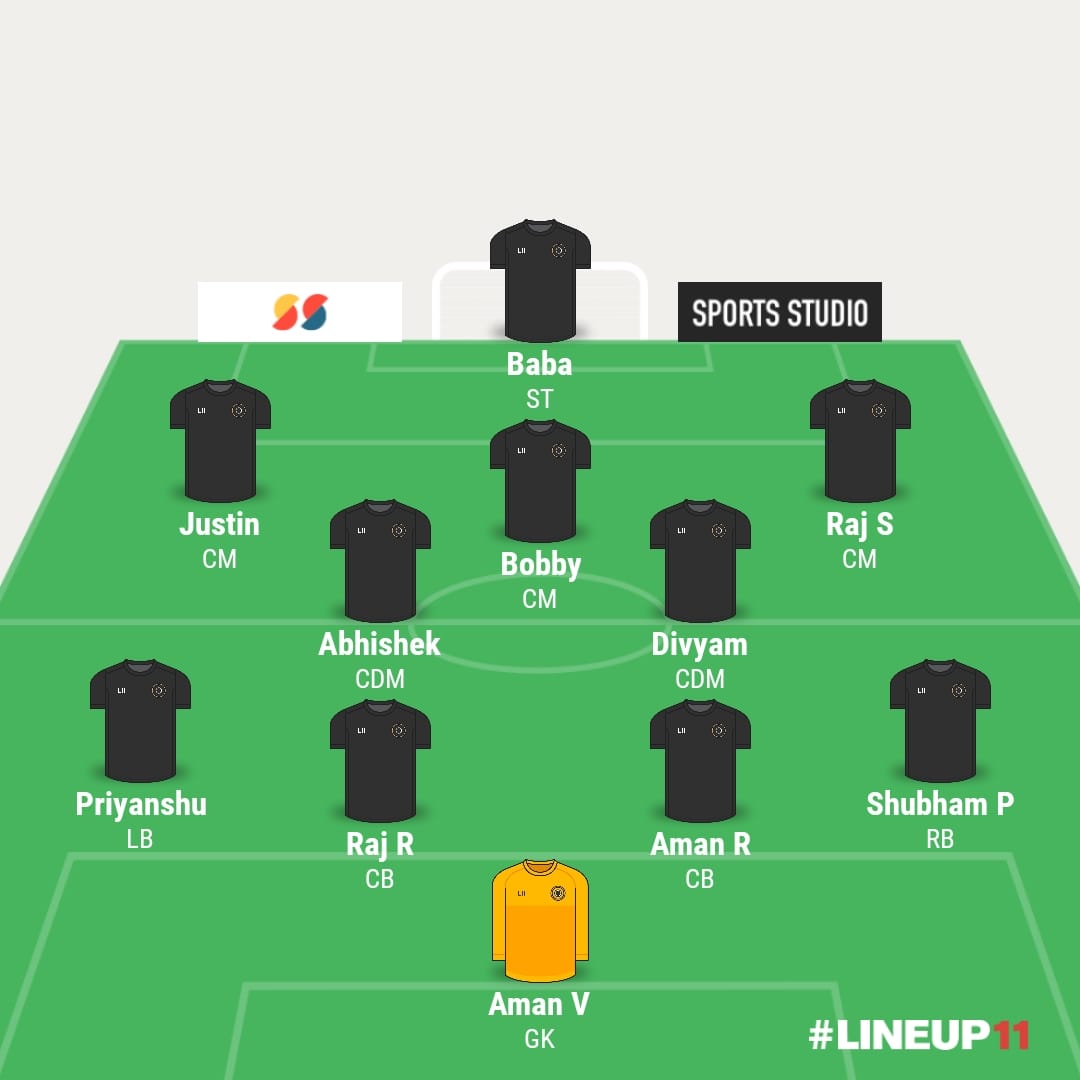 SPORTS STUDIO
Baba
ST
Justin
CM
Raj S
CM
Bobby
CM
Abhishek
CDM
Divyam
CDM
Priyanshu
LB
Raj R
CB
Aman R
CB
Shubham P
RB
Aman V
GK
#LINEUP11